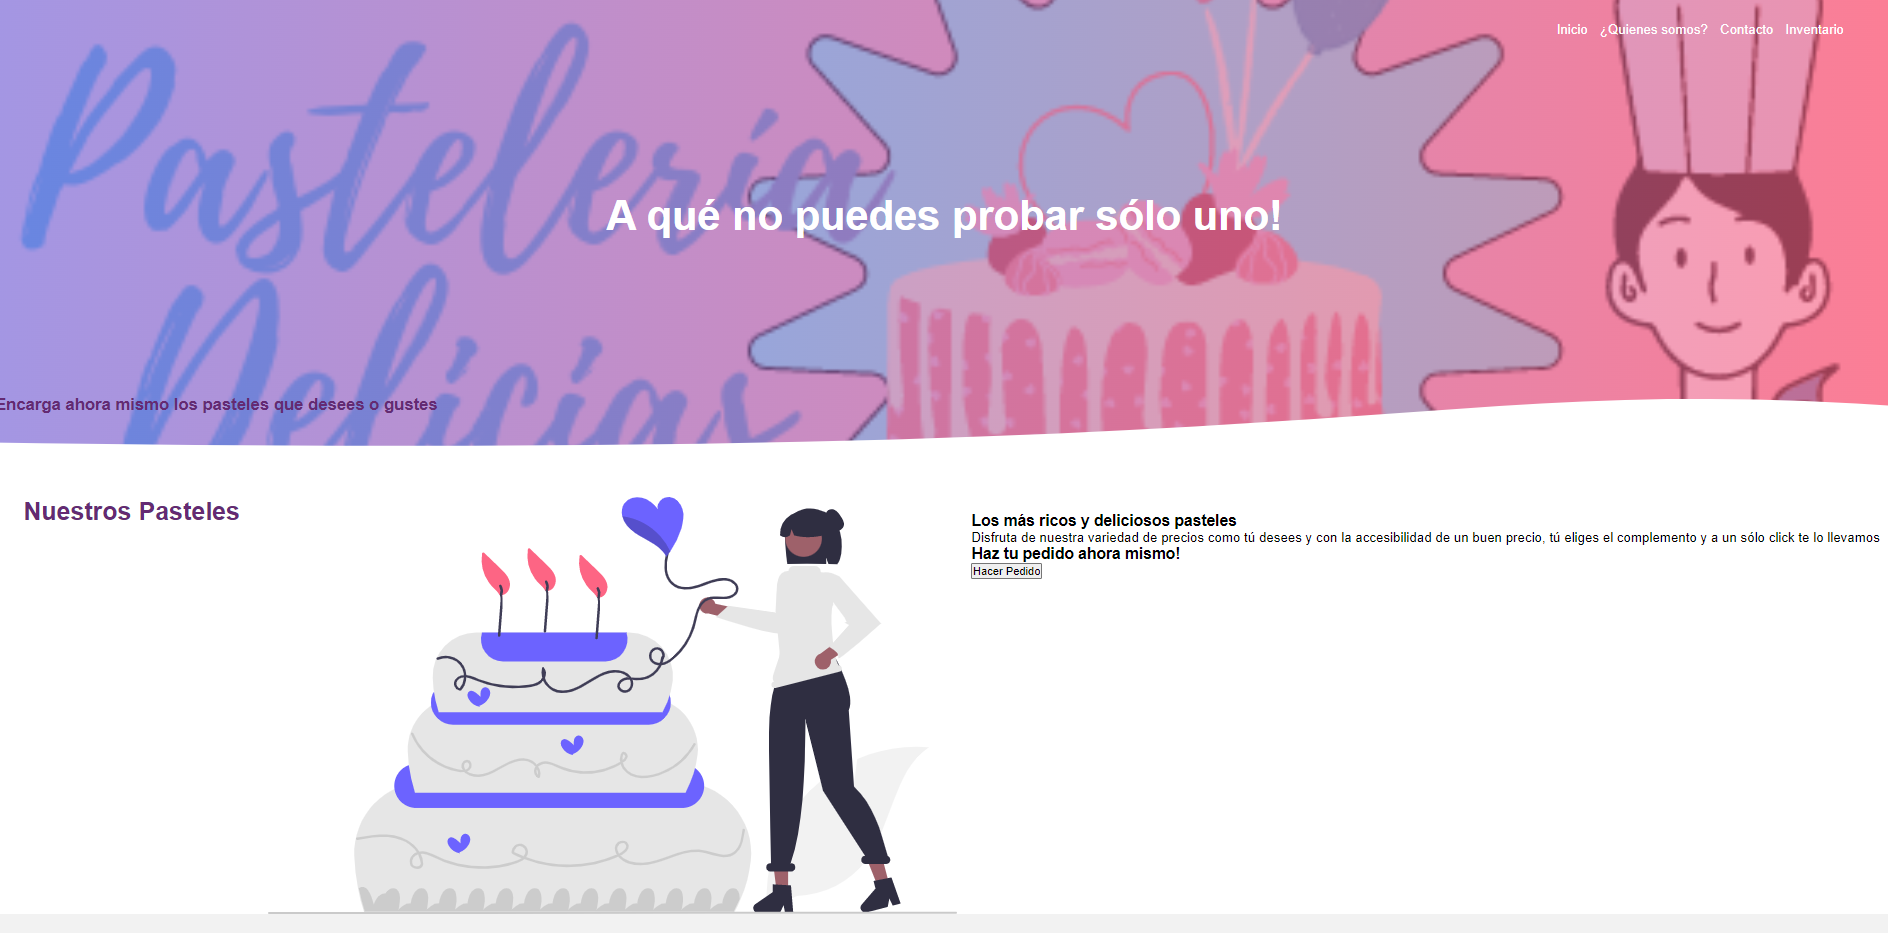 Inicio ¿Quienes somos? Contacto Inventario
Pastelería
Delicias
A qué no puedes probar sólo uno!
Encarga ahora mismo los pasteles que desees o gustes
Nuestros Pasteles
Los más ricos y deliciosos pasteles
Disfruta de nuestra variedad de precios como tú desees y con la accesibilidad de un buen precio, tú eliges el complemento y a un sólo click te lo llevamos
Haz tu pedido ahora mismo!
Hacer Pedido